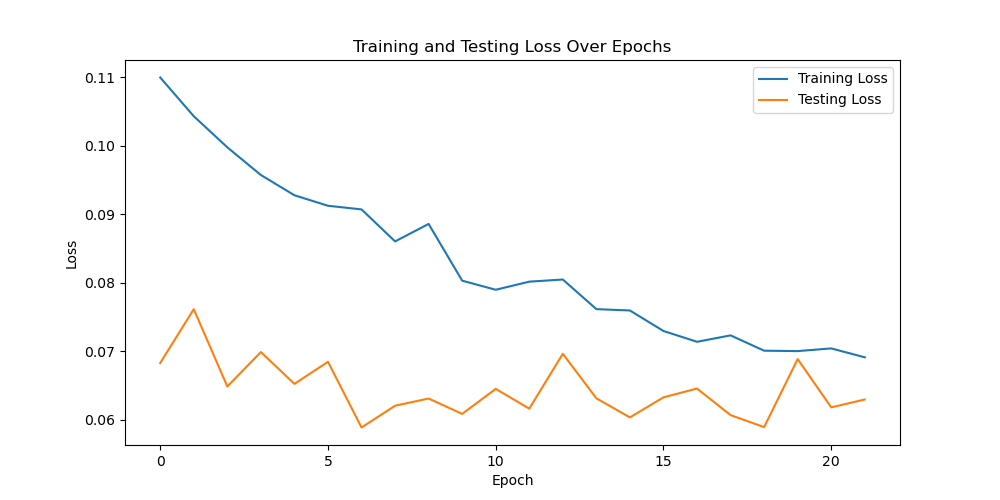 Training and Testing Loss Over Epochs
Training Loss
Testing Loss
0.11
0.10
0.09
0.08
0.07
0.06
Loss
0
5
10
15
20
Epoch